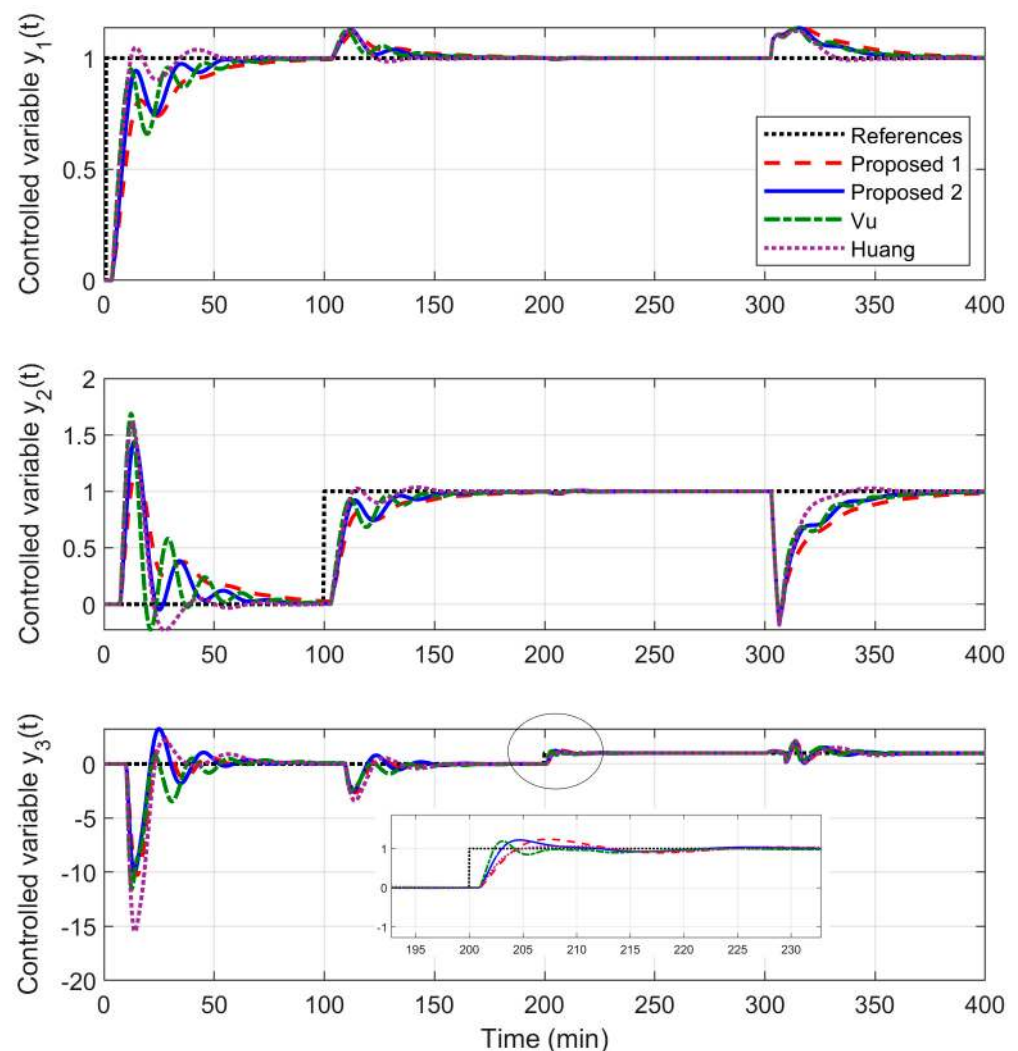 Controlled variable y1(t)
1
0.5
0
References
Proposed 1
Proposed 2
Vu
Huang
0 50 100 150 200 250 300 350 400
Controlled variable y2(t)
2
1.5
1
0.5
0
0 50 100 150 200 250 300 350 400
Controlled variable y3(t)
0
-5
-10
-15
-20
1
0
-1
195 200 205 210 215 220 225 230
0 50 100 150 200 250 300 350 400
Time (min)